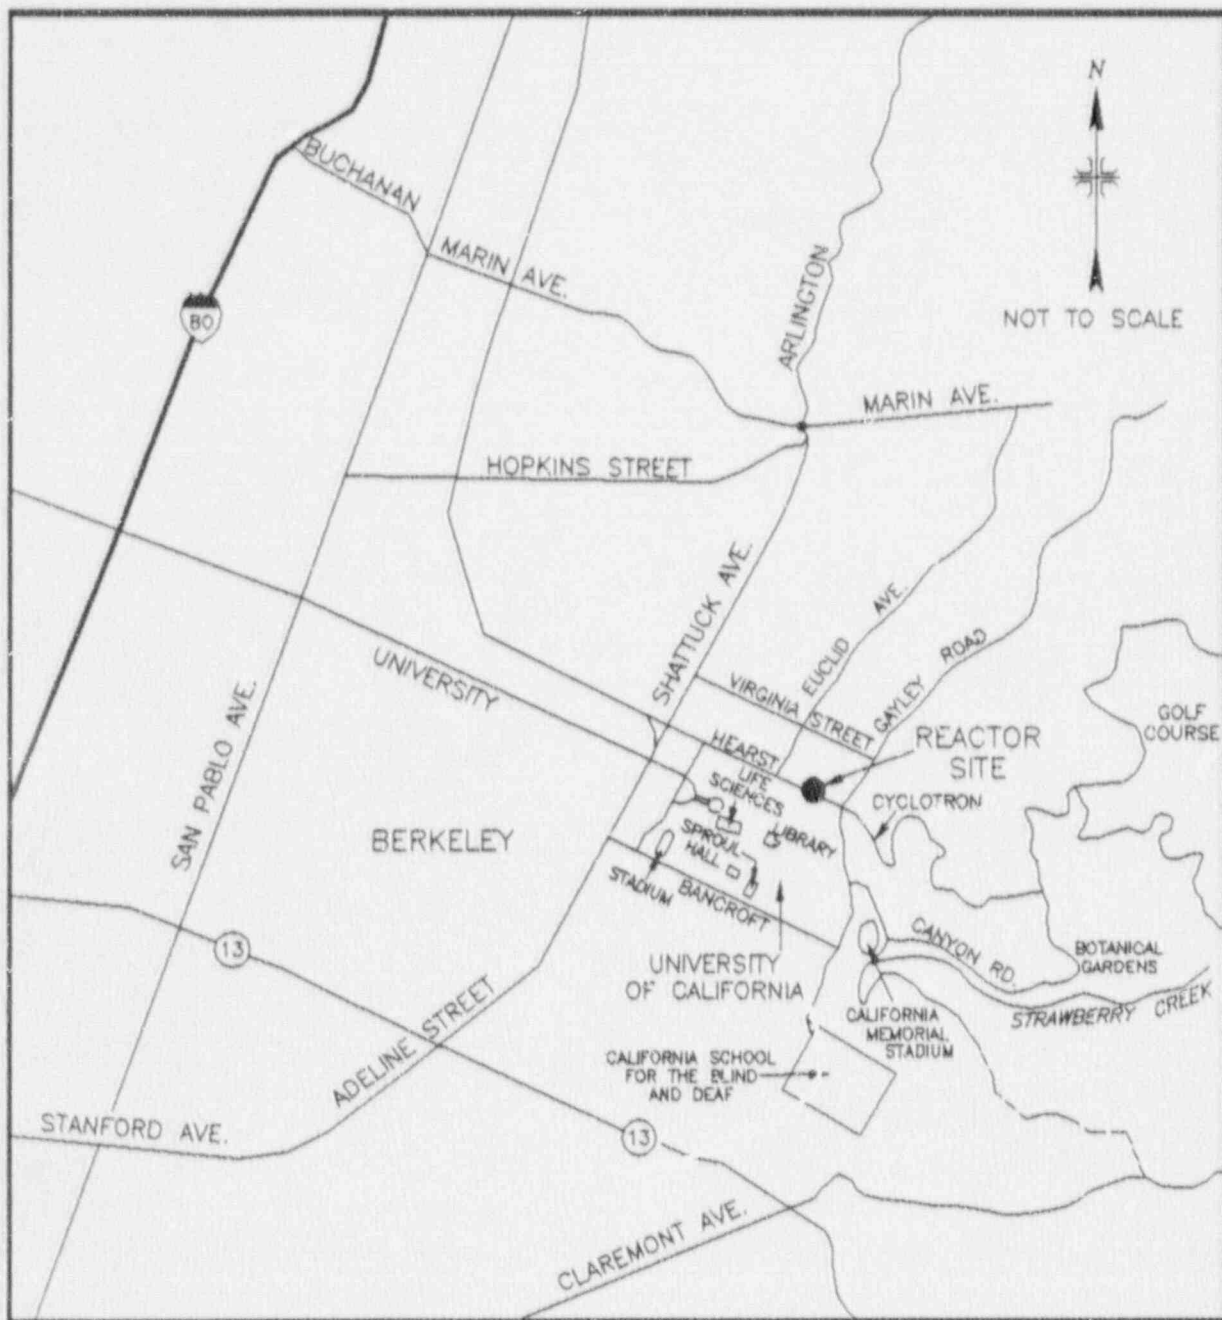 N
NOT TO SCALE
BUCHANAN
MARIN AVE.
80
ARLINGTON
MARIN AVE.
HOPKINS STREET
SHATTUCK AVE.
EUCLID AVE.
GAYLEY ROAD
UNIVERSITY
VIRGINIA STREET
SAN PABLO AVE.
HEARST
REACTOR
SITE
GOLF
COURSE
LIFE
SCIENCES
CYCLOTRON
BERKELEY
SPROUL
HALL
LIBRARY
STADIUM
BANCROFT
13
CANYON RD.
BOTANICAL
GARDENS
UNIVERSITY
OF CALIFORNIA
STRAWBERRY CREEK
CALIFORNIA
MEMORIAL
STADIUM
ADELINE STREET
CALIFORNIA SCHOOL
FOR THE BLIND
AND DEAF
STANFORD AVE.
13
CLAREMONT AVE.